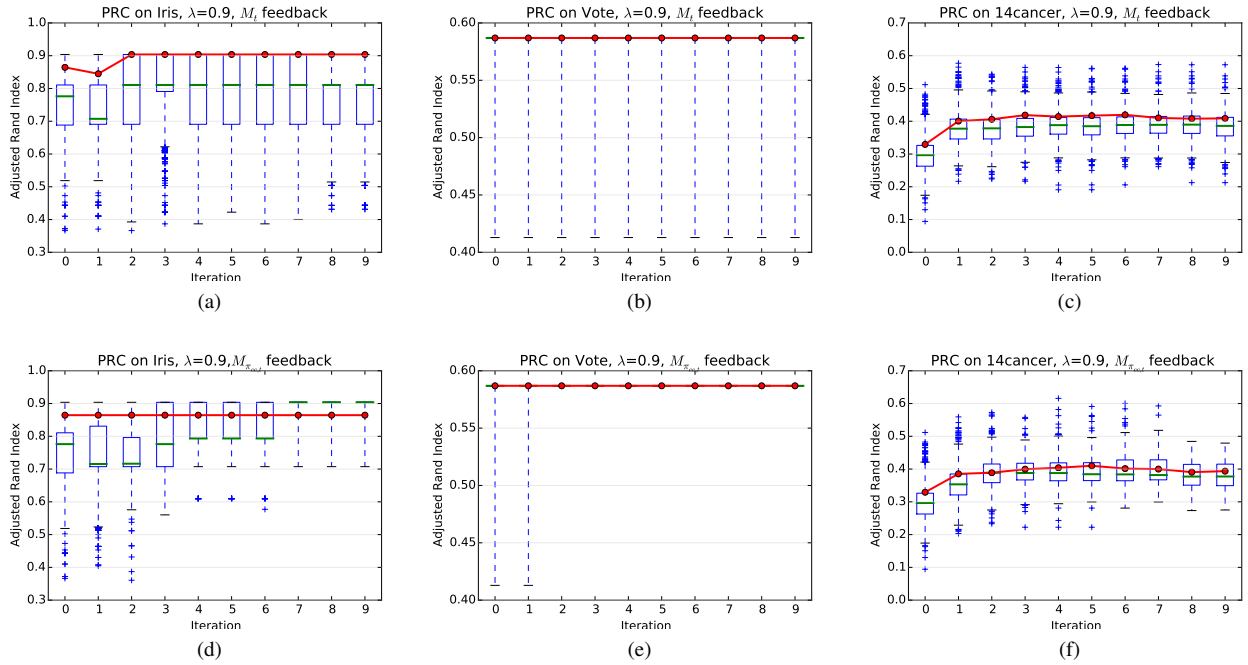 PRC on Iris, λ=0.9, M_t feedback
Adjusted Rand Index
1.0
0.9
0.8
0.7
0.6
0.5
0.4
0.3
0 1 2 3 4 5 6 7 8 9
Iteration
(a)
PRC on Vote, λ=0.9, M_t feedback
Adjusted Rand Index
0.60
0.55
0.50
0.45
0.40
0 1 2 3 4 5 6 7 8 9
Iteration
(b)
PRC on 14cancer, λ=0.9, M_t feedback
Adjusted Rand Index
0.7
0.6
0.5
0.4
0.3
0.2
0.1
0.0
0 1 2 3 4 5 6 7 8 9
Iteration
(c)
PRC on Iris, λ=0.9,M_{π_{∞,t}} feedback
Adjusted Rand Index
1.0
0.9
0.8
0.7
0.6
0.5
0.4
0.3
0 1 2 3 4 5 6 7 8 9
Iteration
(d)
PRC on Vote, λ=0.9, M_{π_{∞,t}} feedback
Adjusted Rand Index
0.60
0.55
0.50
0.45
0.40
0 1 2 3 4 5 6 7 8 9
Iteration
(e)
PRC on 14cancer, λ=0.9, M_{π_{∞,t}} feedback
Adjusted Rand Index
0.7
0.6
0.5
0.4
0.3
0.2
0.1
0.0
0 1 2 3 4 5 6 7 8 9
Iteration
(f)